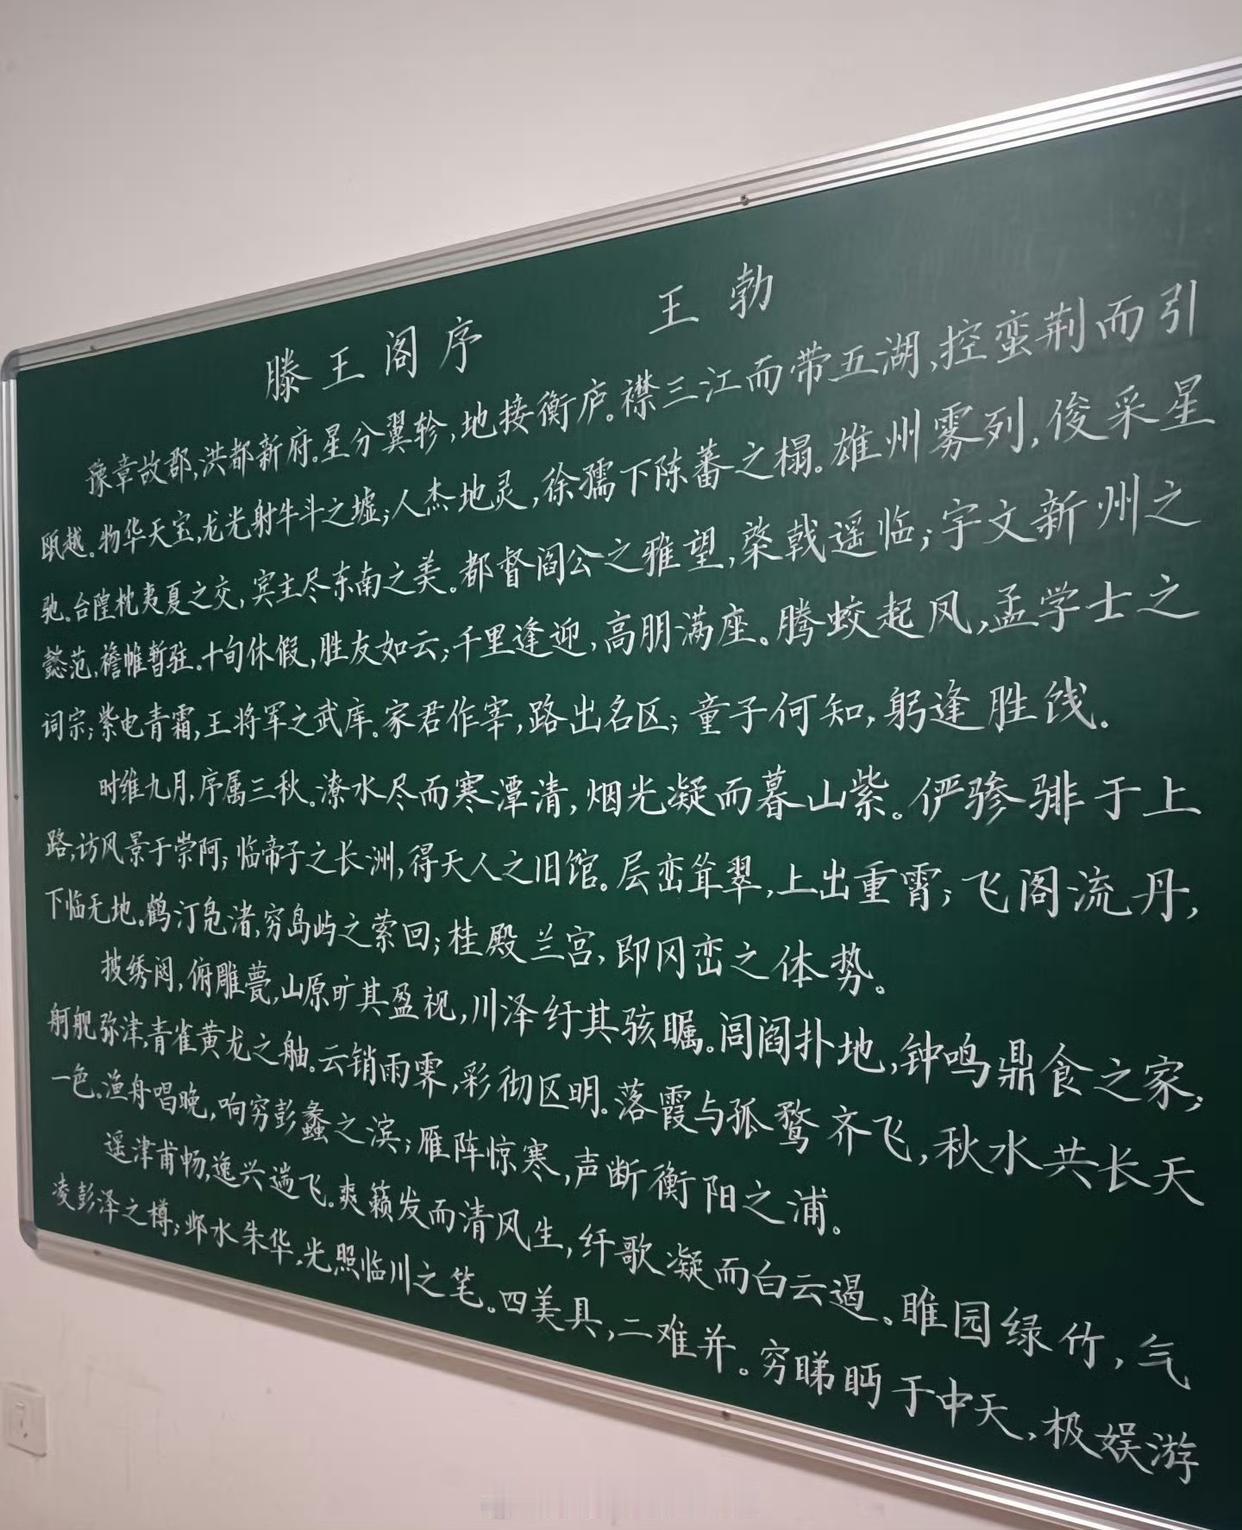 滕王阁序 王勃
豫章故郡,洪都新府。星分翼轸,地接衡庐。襟三江而带五湖,控蛮荆而引
瓯越。物华天宝,龙光射牛斗之墟;人杰地灵,徐孺下陈蕃之榻。雄州雾列,俊采星
驰。台隍枕夷夏之交,宾主尽东南之美。都督阎公之雅望,棨戟遥临;宇文新州之
懿范,襜帷暂驻。十旬休假,胜友如云;千里逢迎,高朋满座。腾蛟起凤,孟学士之
词宗;紫电青霜,王将军之武库。家君作宰,路出名区;童子何知,躬逢胜饯。
时维九月,序属三秋。潦水尽而寒潭清,烟光凝而暮山紫。俨骖騑于上
路,访风景于崇阿;临帝子之长洲,得天人之旧馆。层峦耸翠,上出重霄;飞阁流丹,
下临无地。鹤汀凫渚,穷岛屿之萦回;桂殿兰宫,即冈峦之体势。
披绣闼,俯雕甍,山原旷其盈视,川泽纡其骇瞩。闾阎扑地,钟鸣鼎食之家;
舸舰弥津,青雀黄龙之舳。云销雨霁,彩彻区明。落霞与孤鹜齐飞,秋水共长天
一色。渔舟唱晚,响穷彭蠡之滨;雁阵惊寒,声断衡阳之浦。
遥津甫畅,逸兴遄飞。爽籁发而清风生,纤歌凝而白云遏。睢园绿竹,气
凌彭泽之樽;邺水朱华,光照临川之笔。四美具,二难并。穷睇眄于中天,极娱游